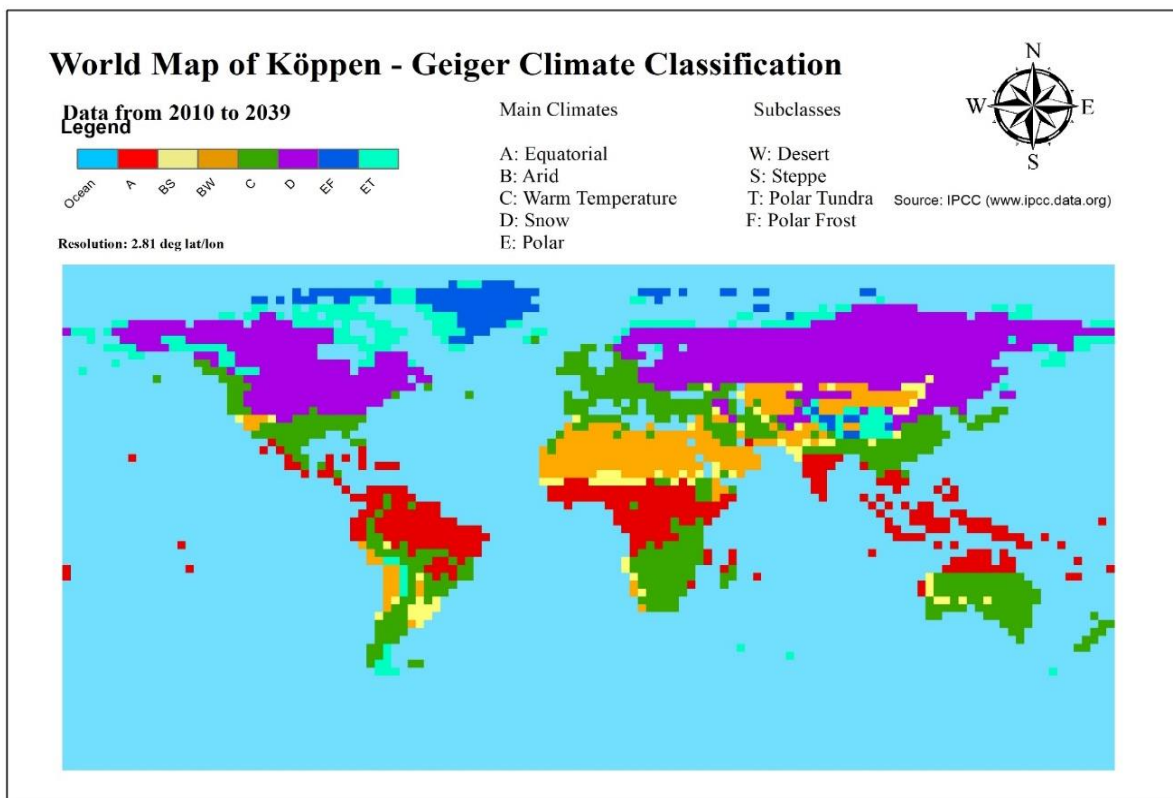 World Map of Köppen - Geiger Climate Classification
Data from 2010 to 2039
Legend
Ocean
A
BS
BW
C
D
EF
ET
Resolution: 2.81 deg lat/lon
Main Climates
A: Equatorial
B: Arid
C: Warm Temperature
D: Snow
E: Polar
Subclasses
W: Desert
S: Steppe
T: Polar Tundra
F: Polar Frost
N
W
E
S
Source: IPCC (www.ipcc.data.org)